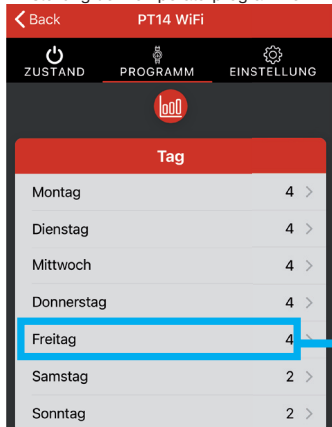 Back PT14 WiFi
ZUSTAND PROGRAMM EINSTELLUNG
Tag
Montag 4
Dienstag 4
Mittwoch 4
Donnerstag 4
Freitag 4
Samstag 2
Sonntag 2